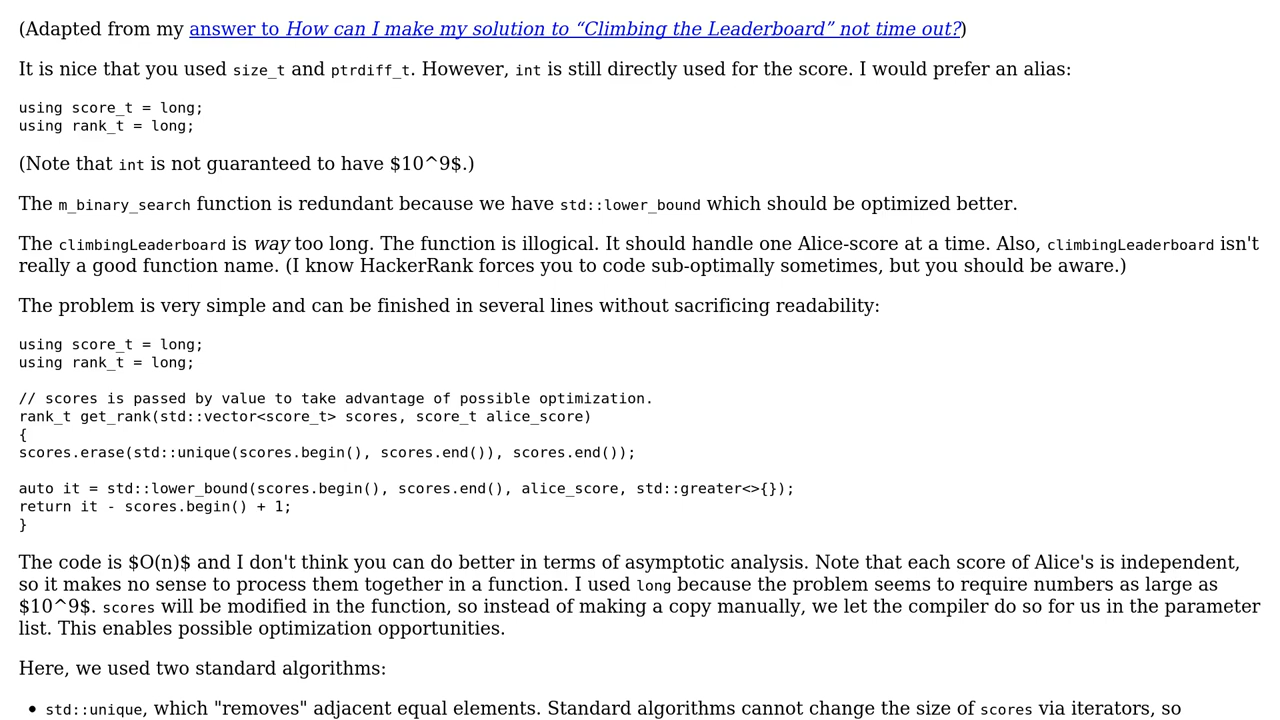 (Adapted from my answer to How can I make my solution to “Climbing the Leaderboard” not time out?)
It is nice that you used size_t and ptrdiff_t. However, int is still directly used for the score. I would prefer an alias:
using score_t = long;
using rank_t = long;
(Note that int is not guaranteed to have $10^9$.)
The m_binary_search function is redundant because we have std::lower_bound which should be optimized better.
The climbingLeaderboard is way too long. The function is illogical. It should handle one Alice-score at a time. Also, climbingLeaderboard isn't
really a good function name. (I know HackerRank forces you to code sub-optimally sometimes, but you should be aware.)
The problem is very simple and can be finished in several lines without sacrificing readability:
using score_t = long;
using rank_t = long;
// scores is passed by value to take advantage of possible optimization.
rank_t get_rank(std::vector<score_t> scores, score_t alice_score)
{
scores.erase(std::unique(scores.begin(), scores.end()), scores.end());
auto it = std::lower_bound(scores.begin(), scores.end(), alice_score, std::greater<>{});
return it - scores.begin() + 1;
}
The code is $O(n)$ and I don't think you can do better in terms of asymptotic analysis. Note that each score of Alice's is independent,
so it makes no sense to process them together in a function. I used long because the problem seems to require numbers as large as
$10^9$. scores will be modified in the function, so instead of making a copy manually, we let the compiler do so for us in the parameter
list. This enables possible optimization opportunities.
Here, we used two standard algorithms:
• std::unique, which "removes" adjacent equal elements. Standard algorithms cannot change the size of scores via iterators, so